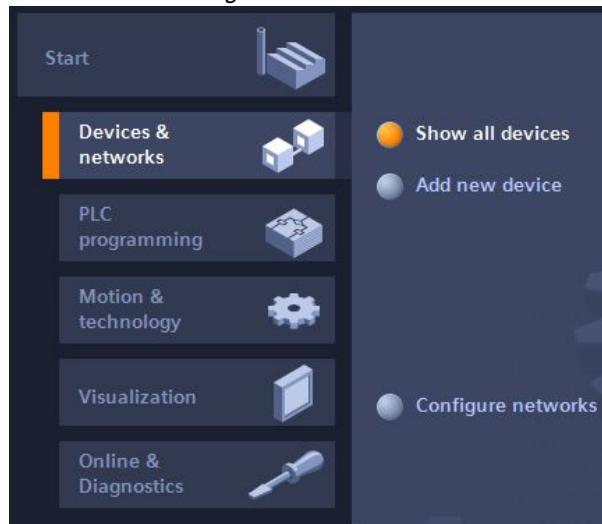 Start
Devices &
networks
Show all devices
Add new device
PLC
programming
Motion &
technology
Visualization
Configure networks
Online &
Diagnostics